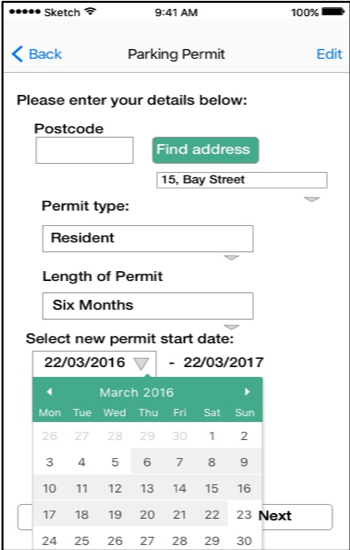 Sketch 9:41 AM 100%
Back Parking Permit Edit
Please enter your details below:
Postcode
Find address
15, Bay Street
Permit type:
Resident
Length of Permit
Six Months
Select new permit start date:
22/03/2016 - 22/03/2017
March 2016
Mon Tue Wed Thu Fri Sat Sun
26 27 28 29 30 1 2
3 4 5 6 7 8 9
10 11 12 13 14 15 16
17 18 19 20 21 22 23 Next
24 25 26 27 28 29 30